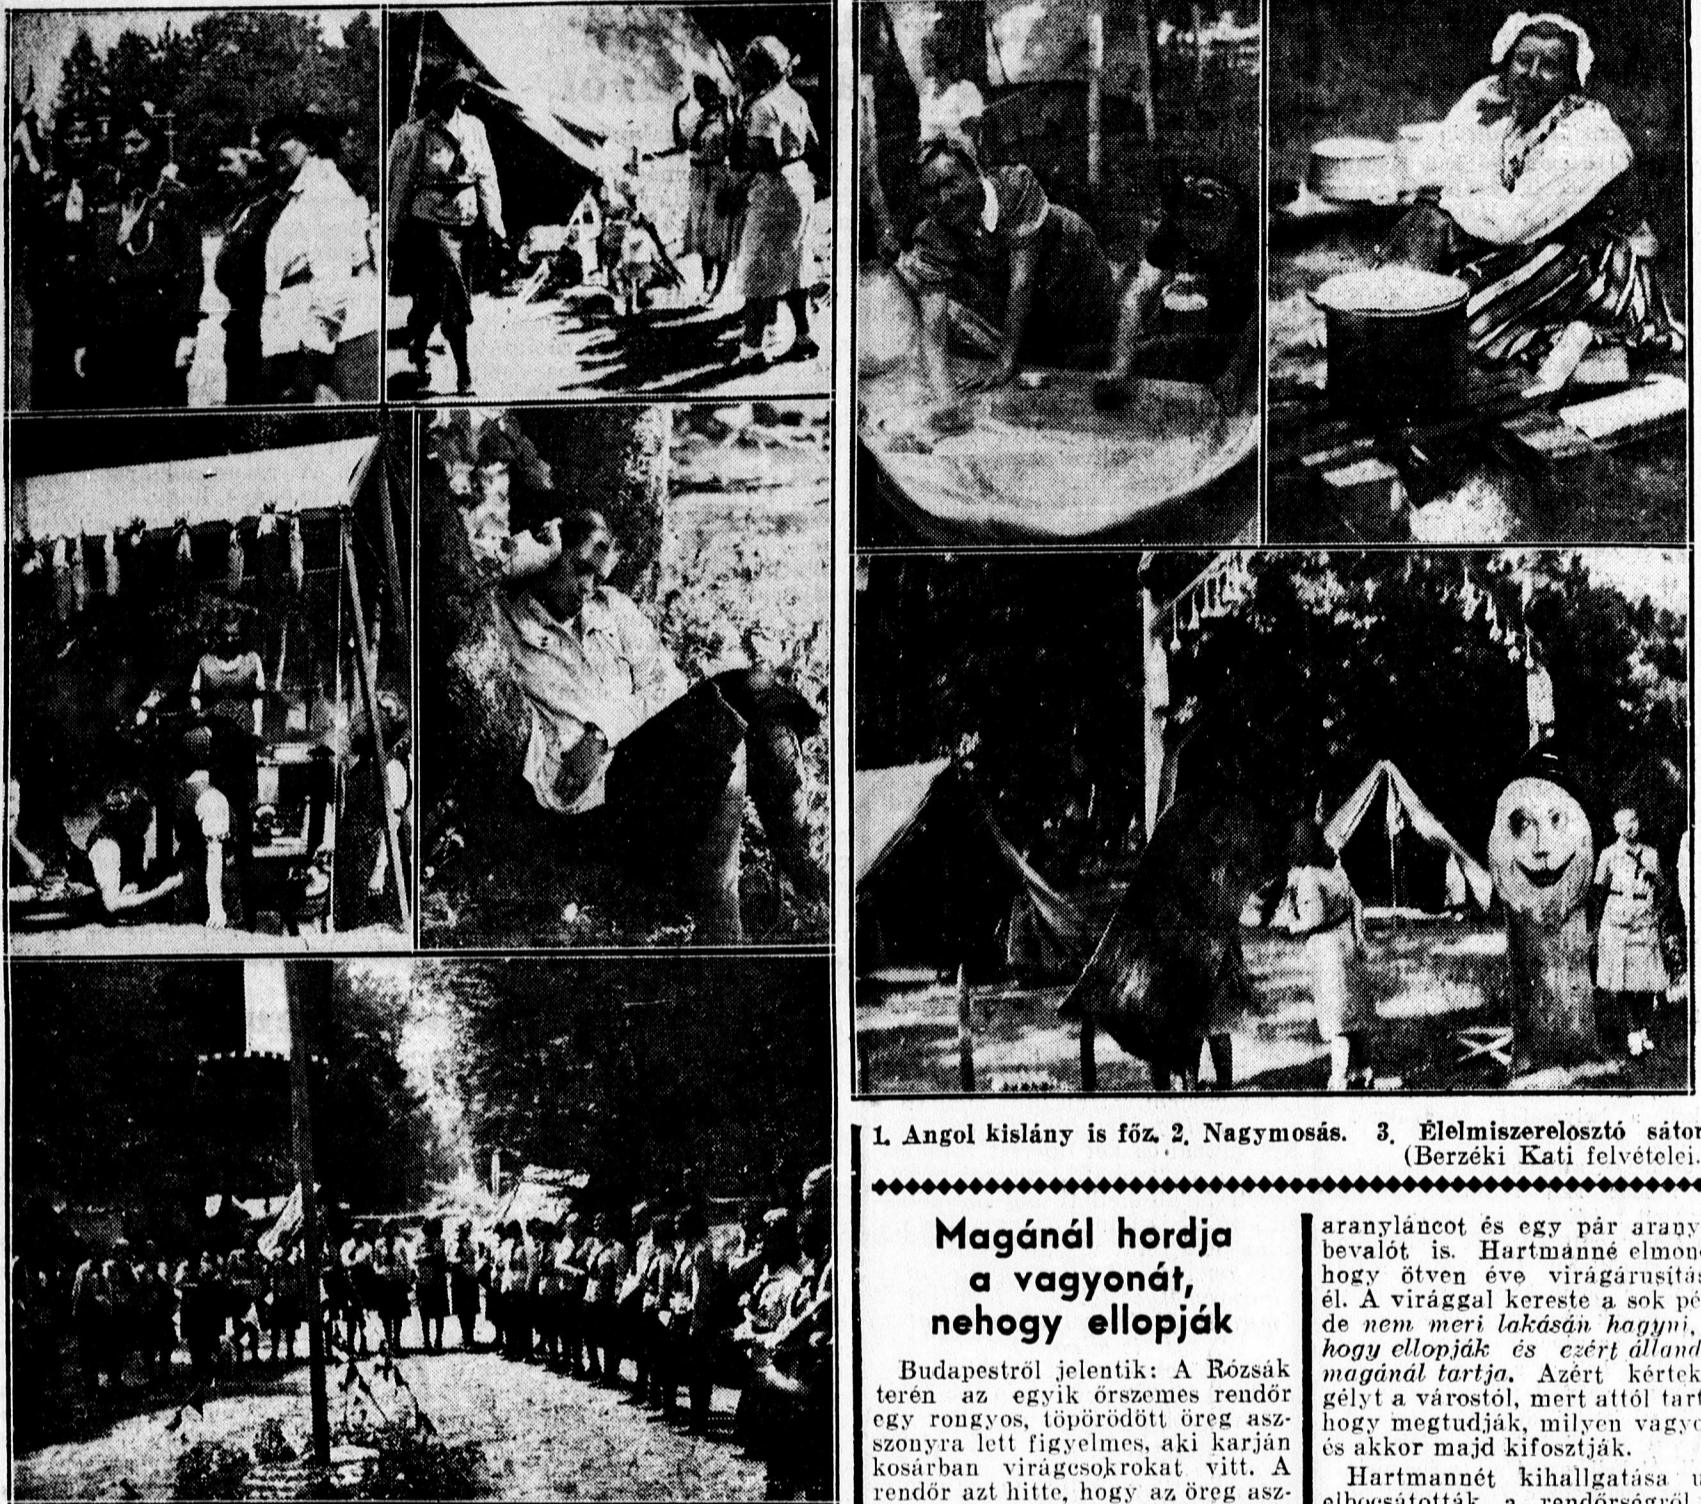 1. Angol kislány is főz. 2. Nagymosás. 3. Élelmiszerelosztó sátor
(Berzéki Kati felvételei.
Magánál hordja
a vagyonát,
nehogy ellopják
Budapestről jelentik: A Rózsák
terén az egyik őrszemes rendőr
egy rongyos, töpörödött öreg asz-
szonyra lett figyelmes, aki karján
kosárban virágcsokrokat vitt. A
rendőr azt hitte, hogy az öreg asz-
aranyláncot és egy pár arany
bevalót is. Hartmanné elmon
hogy ötven éve virágárusítás
él. A virággal kereste a sok pé
de nem meri lakásán hagyni,
hogy ellopják és ezért álland
magánál tartja. Azért kértek
gélyt a várostól, mert attól tart
hogy megtudják, milyen vagyo
és akkor majd kifosztják.
Hartmannét kihallgatása u
elbocsátották a rendőrségről